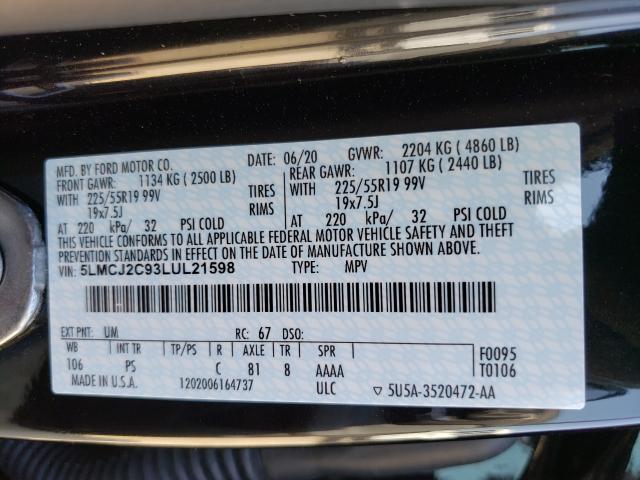 MFD. BY FORD MOTOR CO. DATE: 06/20 GVWR: 2204 KG ( 4860 LB)
FRONT GAWR: 1134 KG ( 2500 LB) REAR GAWR: 1107 KG ( 2440 LB)
WITH 225/55R19 99V TIRES WITH 225/55R19 99V TIRES
19x7.5J RIMS 19x7.5J RIMS
AT 220 kPa/ 32 PSI COLD AT 220 kPa/ 32 PSI COLD
THIS VEHICLE CONFORMS TO ALL APPLICABLE FEDERAL MOTOR VEHICLE SAFETY AND THEFT
PREVENTION STANDARDS IN EFFECT ON THE DATE OF MANUFACTURE SHOWN ABOVE.
VIN: 5LMCJ2C93LUL21598 TYPE: MPV
EXT PNT: UM RC: 67 DSO:
WB INT TR TP/PS R AXLE TR SPR F0095
106 PS C 81 8 AAAA T0106
MADE IN U.S.A. 1202006164737 ULC ▽ 5U5A-3520472-AA